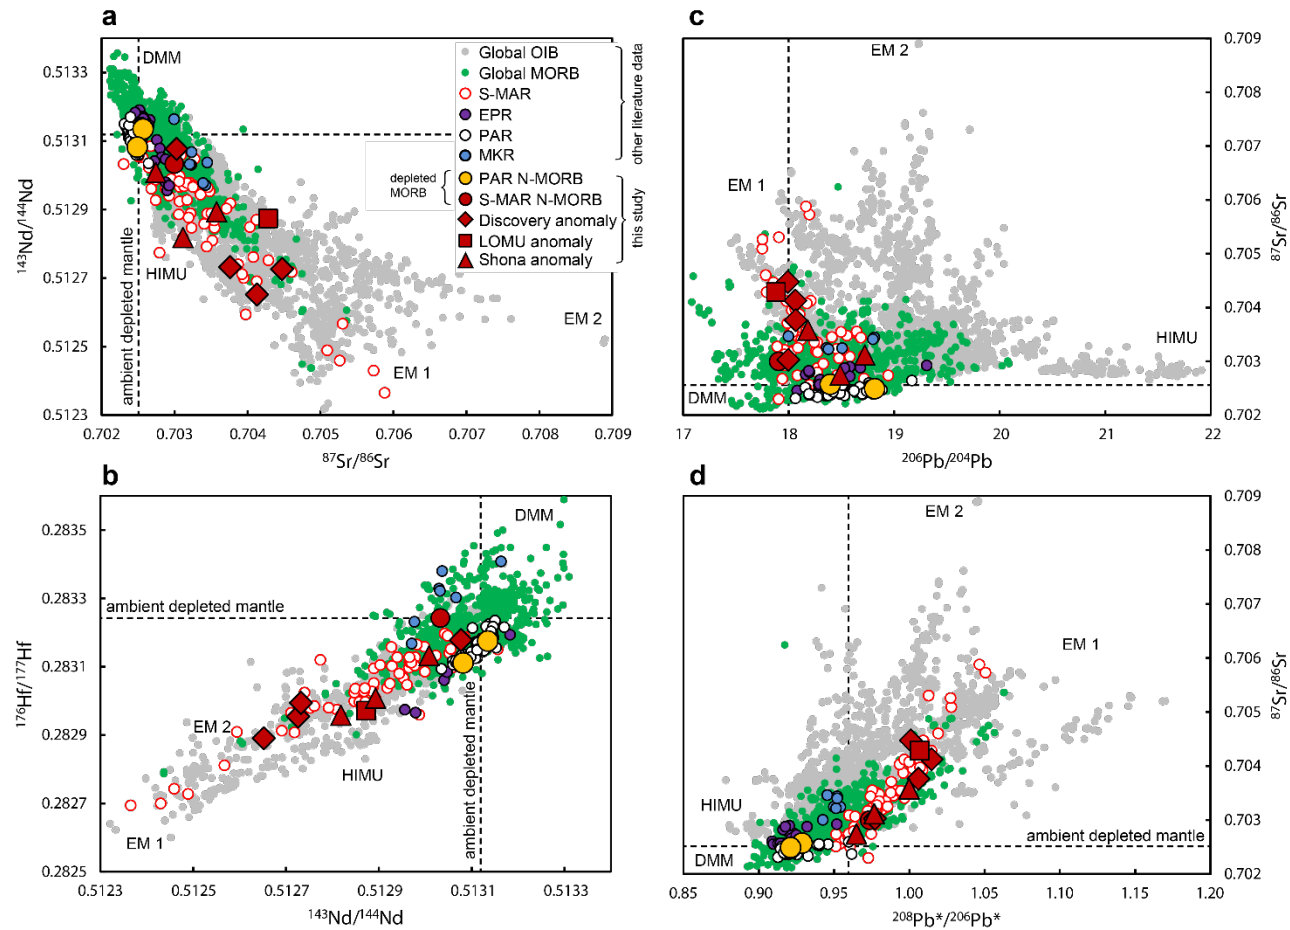 a
DMM
0.5133
0.5131
0.5129
0.5127
0.5125
0.5123
143Nd/144Nd
ambient depleted mantle
HIMU
EM 2
EM 1
0.702
0.703
0.704
0.705
0.706
0.707
0.708
0.709
87Sr/86Sr
Global OIB
Global MORB
S-MAR
EPR
PAR
MKR
PAR N-MORB
S-MAR N-MORB
Discovery anomaly
LOMU anomaly
Shona anomaly
depleted
MORB
other literature data
this study
c
EM 2
EM 1
HIMU
DMM
0.709
0.708
0.707
0.706
0.705
0.704
0.703
0.702
87Sr/86Sr
17
18
19
20
21
22
206Pb/204Pb
b
DMM
0.2835
0.2833
0.2831
0.2829
0.2827
0.2825
176Hf/177Hf
ambient depleted mantle
ambient depleted mantle
EM 2
HIMU
EM 1
0.5123
0.5125
0.5127
0.5129
0.5131
0.5133
143Nd/144Nd
d
EM 2
EM 1
HIMU
ambient depleted mantle
DMM
0.709
0.708
0.707
0.706
0.705
0.704
0.703
0.702
87Sr/86Sr
0.85
0.90
0.95
1.00
1.05
1.10
1.15
1.20
208Pb*/206Pb*